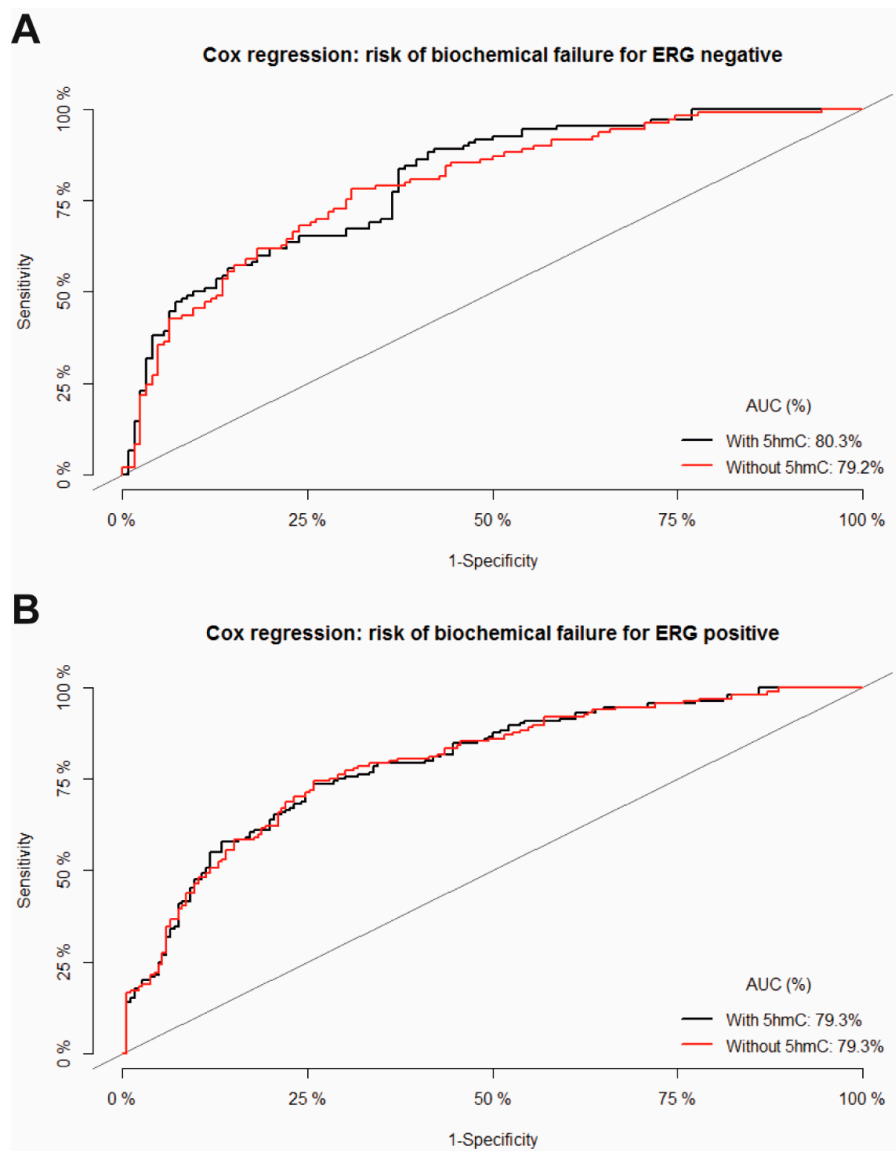 A
Cox regression: risk of biochemical failure for ERG negative
100 %
75 %
50 %
25 %
0 %
Sensitivity
AUC (%)
With 5hmC: 80.3%
Without 5hmC: 79.2%
0 %
25 %
50 %
75 %
100 %
1-Specificity
B
Cox regression: risk of biochemical failure for ERG positive
100 %
75 %
50 %
25 %
0 %
Sensitivity
AUC (%)
With 5hmC: 79.3%
Without 5hmC: 79.3%
0 %
25 %
50 %
75 %
100 %
1-Specificity